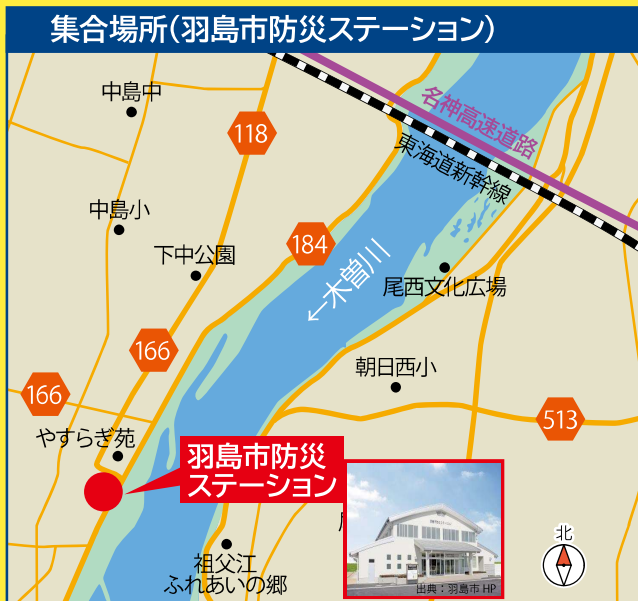 集合場所(羽島市防災ステーション)
中島中
118
名神高速道路
東海道新幹線
中島小
184
下中公園
←木曽川
尾西文化広場
166
朝日西小
166
513
やすらぎ苑
羽島市防災
ステーション
北
祖父江
ふれあいの郷
出典:羽島市 HP